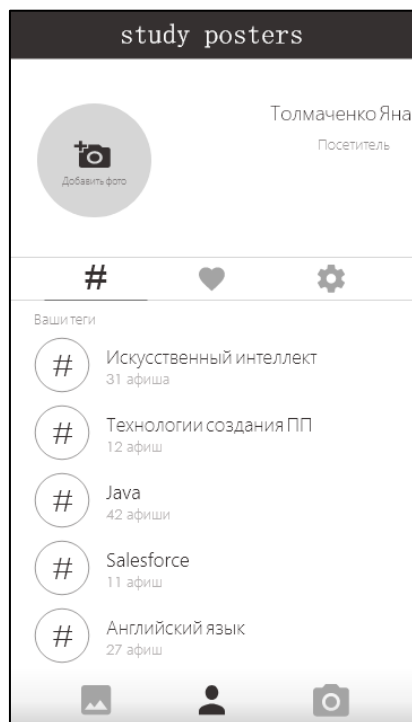 study posters
Толмаченко Яна
Посетитель
Добавить фото
#
Ваши теги
#
Искусственный интеллект
31 афиша
#
Технологии создания ПП
12 афиш
#
Java
42 афиши
#
Salesforce
11 афиш
#
Английский язык
27 афиш